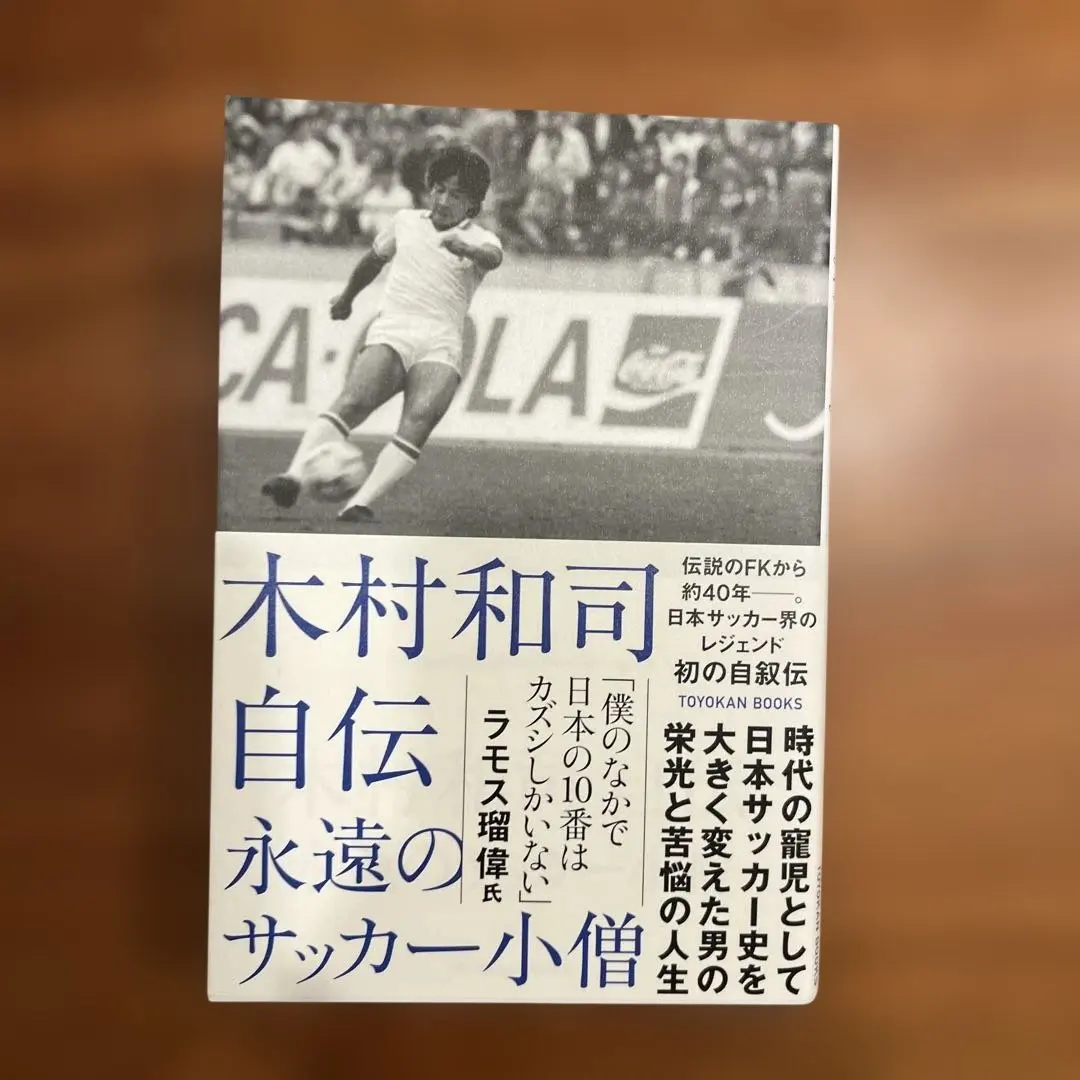 CA-COLA
Coca-Cola
木村和司
自伝
永遠の
サッカー小僧
「僕のなかで
日本の10番は
カズシしかいない」
ラモス瑠偉氏
伝説のFKから
約40年――。
日本サッカー界の
レジェンド
初の自叙伝
TOYOKAN BOOKS
時代の寵児として
日本サッカー史を
大きく変えた男の
栄光と苦悩の人生
TOYOKAN BOOKS